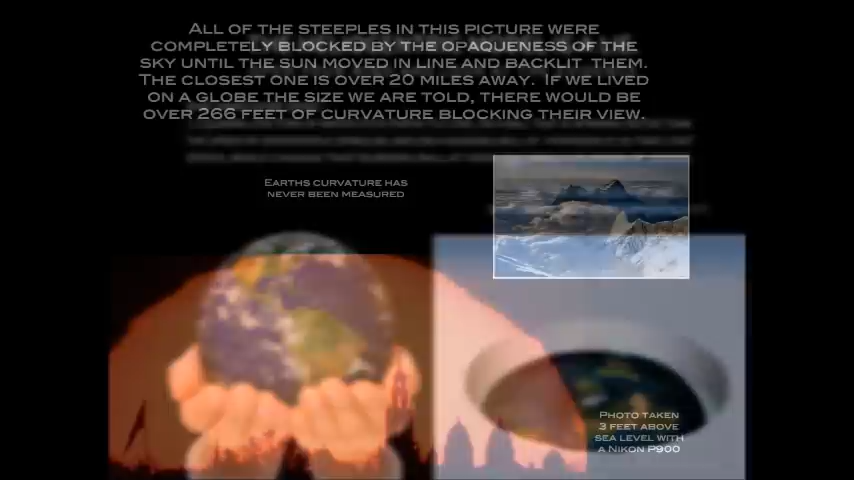 ALL OF THE STEEPLES IN THIS PICTURE WERE
COMPLETELY BLOCKED BY THE OPAQUENESS OF THE
SKY UNTIL THE SUN MOVED IN LINE AND BACKLIT THEM.
THE CLOSEST ONE IS OVER 20 MILES AWAY. IF WE LIVED
ON A GLOBE THE SIZE WE ARE TOLD, THERE WOULD BE
OVER 266 FEET OF CURVATURE BLOCKING THEIR VIEW.
EARTHS CURVATURE HAS
NEVER BEEN MEASURED
PHOTO TAKEN
3 FEET ABOVE
SEA LEVEL WITH
A NIKON P900